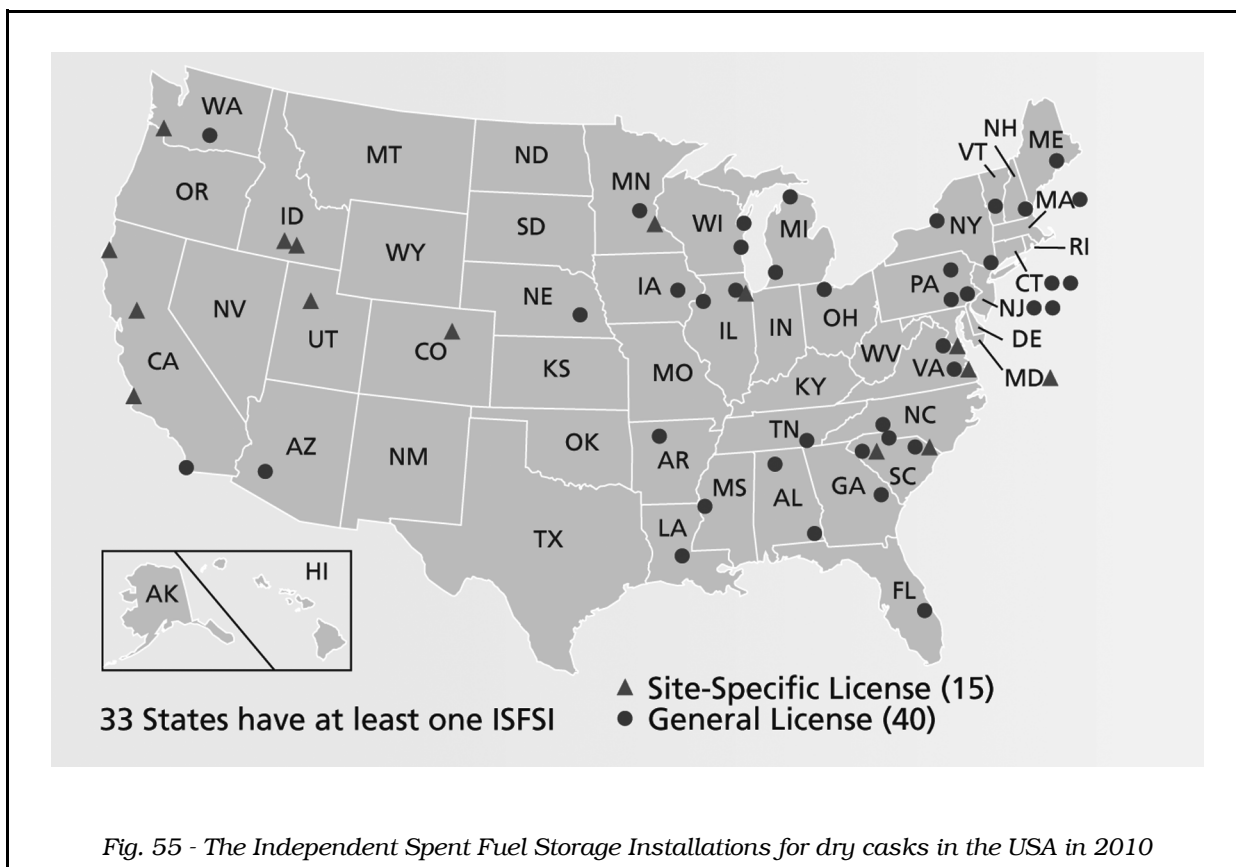 WA
MT
ND
MN
VT
NH
ME
OR
ID
SD
WI
MI
NY
MA
RI
WY
NE
IA
PA
CT
NJ
NV
UT
CO
IL
IN
OH
DE
CA
KS
MO
WV
VA
MD
KY
AZ
NM
OK
AR
TN
NC
SC
MS
AL
GA
TX
LA
FL
AK
HI
Site-Specific License (15)
33 States have at least one ISFSI
General License (40)
Fig. 55 - The Independent Spent Fuel Storage Installations for dry casks in the USA in 2010